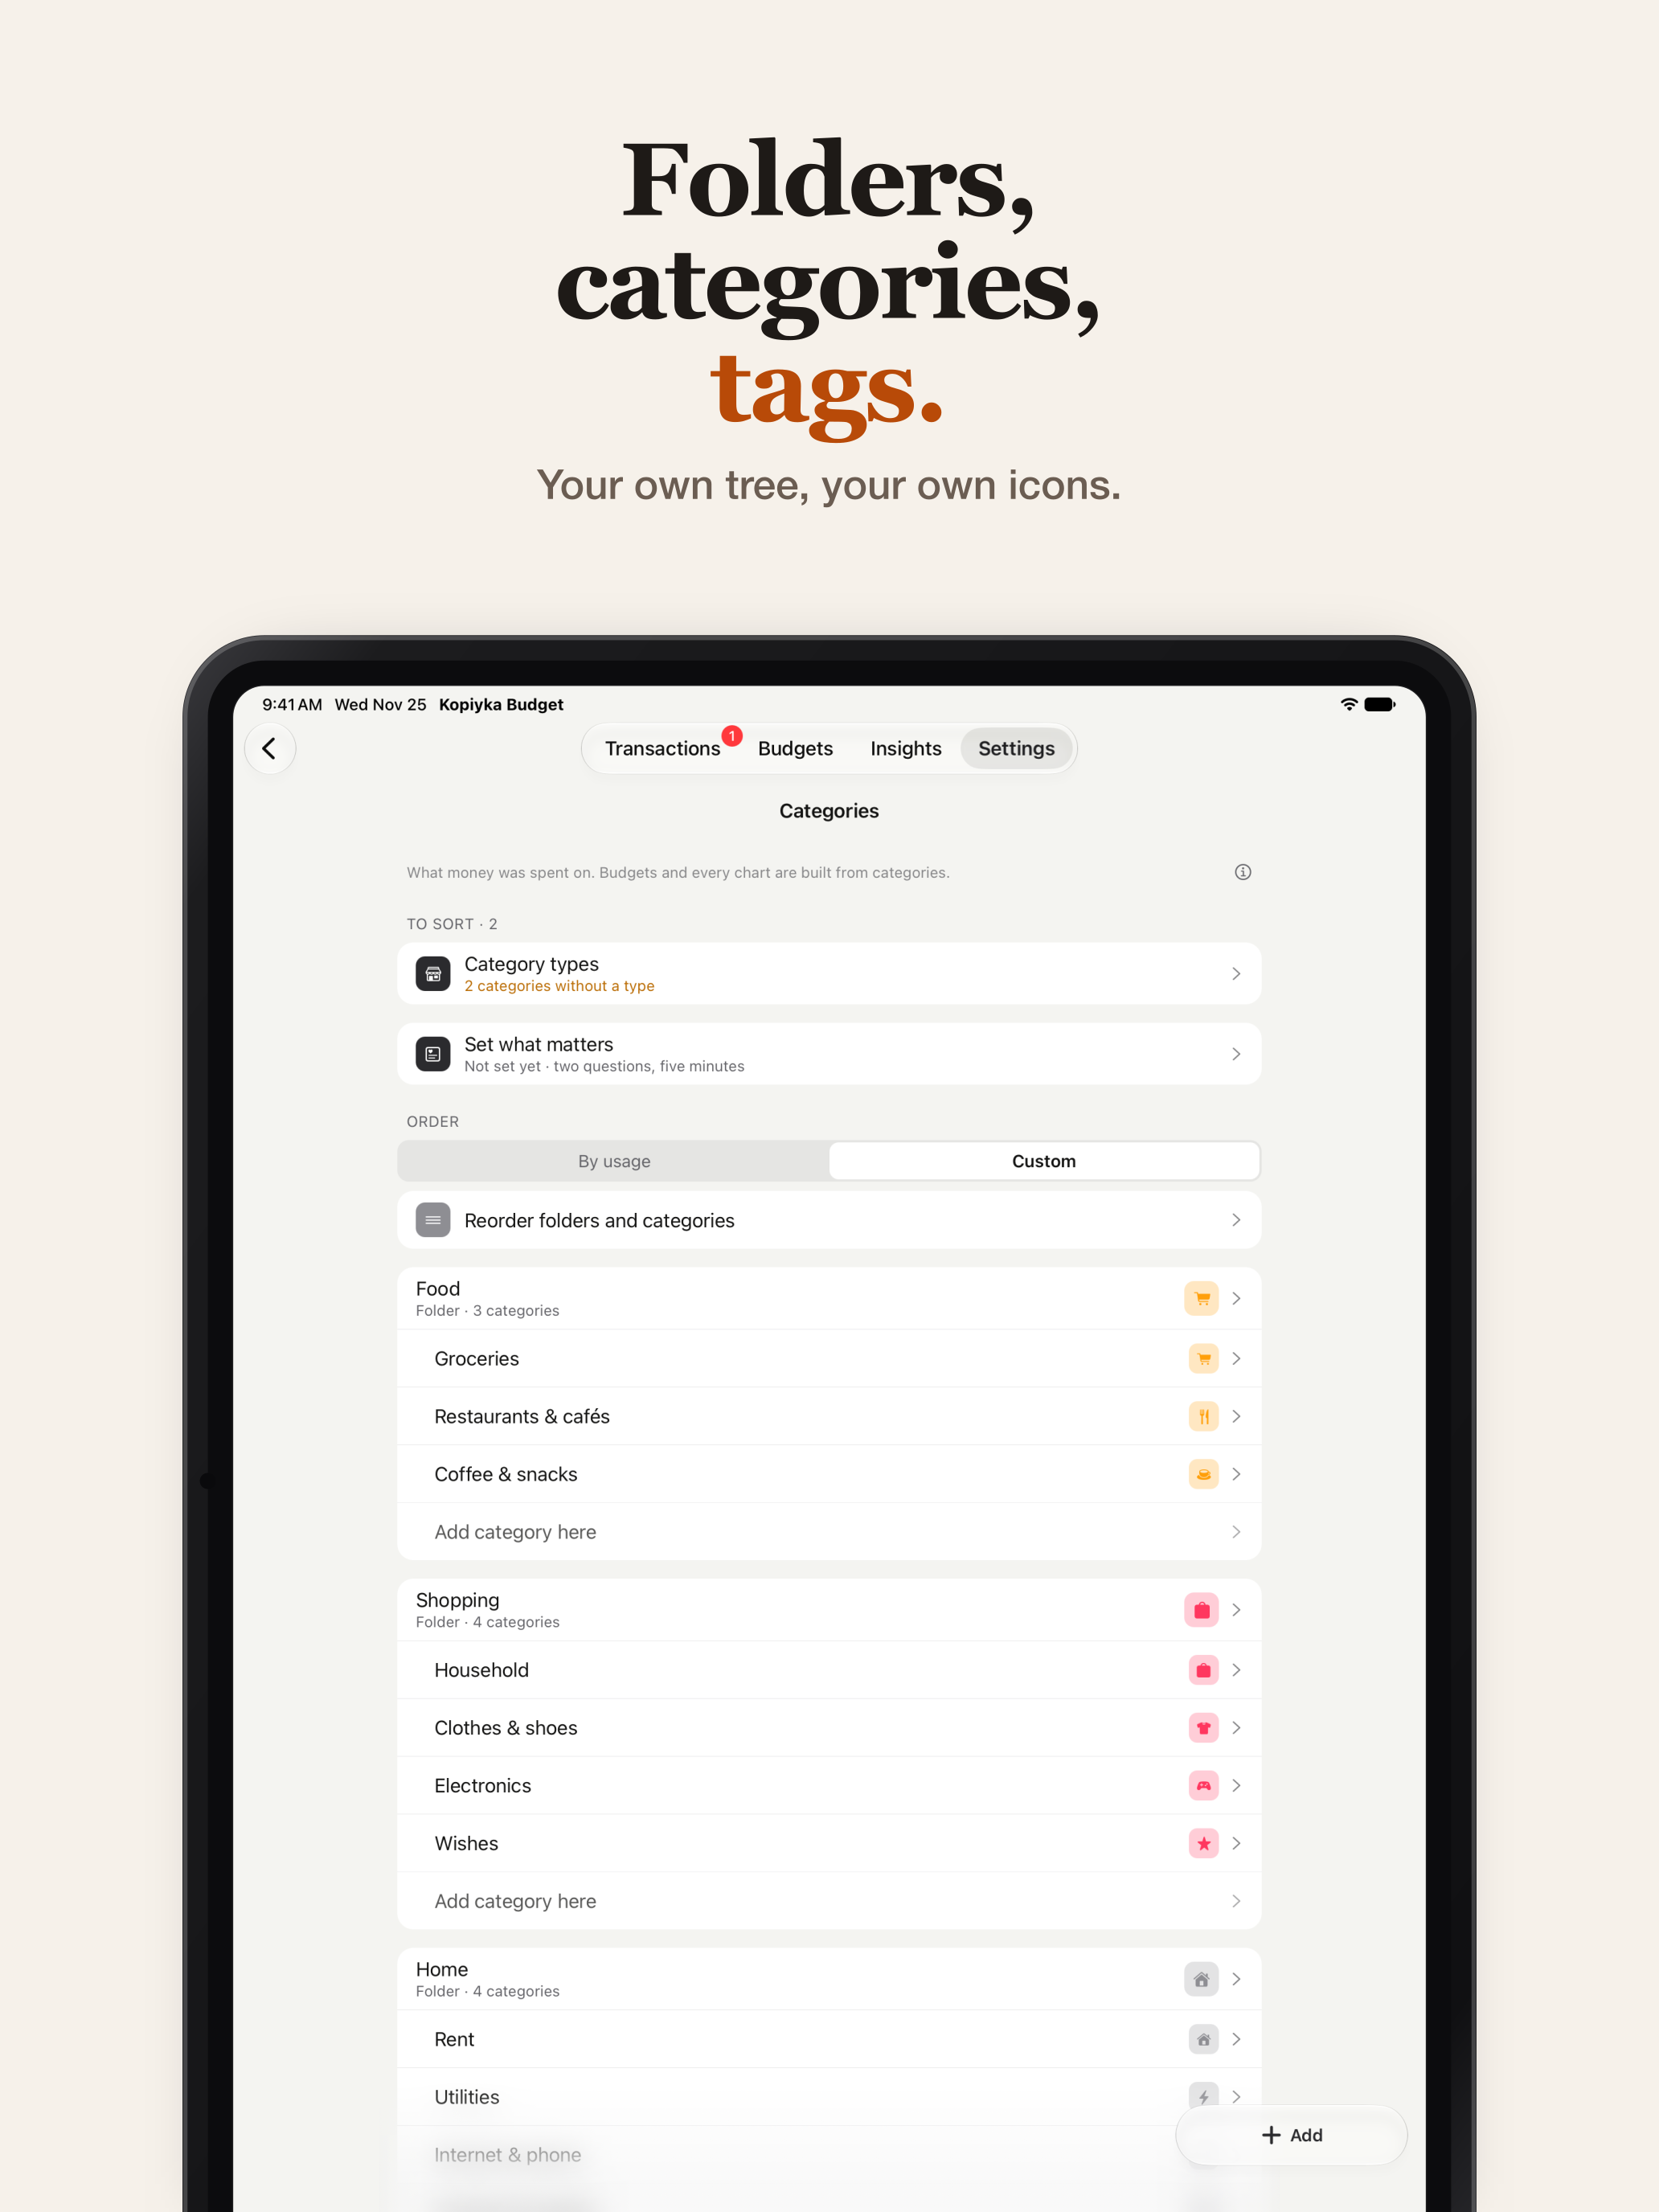 Folders,
categories,
tags.
Your own tree, your own icons.
9:41 AM Wed Nov 25 Kopiyka Budget
Transactions 1 Budgets Insights Settings
Categories
What money was spent on. Budgets and every chart are built from categories.
TO SORT · 2
Category types
2 categories without a type
Set what matters
Not set yet · two questions, five minutes
ORDER
By usage Custom
Reorder folders and categories
Food
Folder · 3 categories
Groceries
Restaurants & cafés
Coffee & snacks
Add category here
Shopping
Folder · 4 categories
Household
Clothes & shoes
Electronics
Wishes
Add category here
Home
Folder · 4 categories
Rent
Utilities
Add
Internet & phone